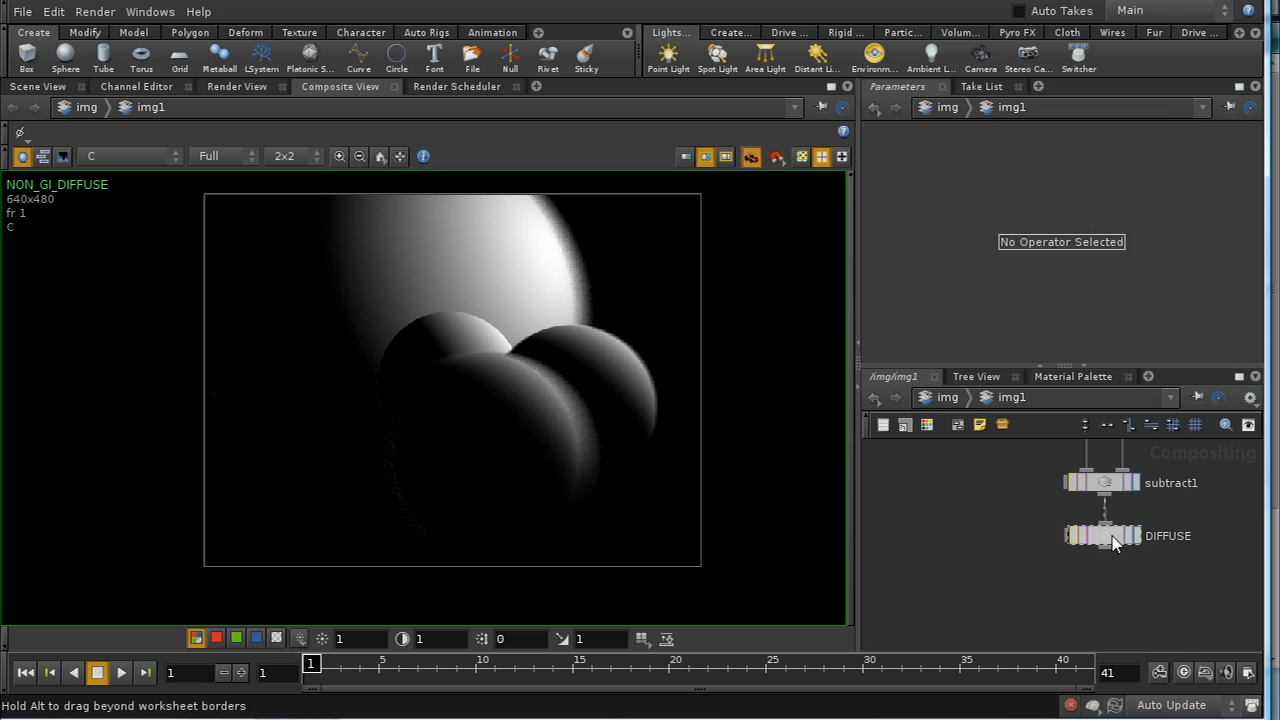 File Edit Render Windows Help
Auto Takes Main
Create Modify Model Polygon Deform Texture Character Auto Rigs Animation
Lights... Create... Drive ... Rigid ... Partic... Volum... Pyro FX Cloth Wires Fur Drive ...
Box Sphere Tube Torus Grid Metaball LSystem Platonic S... Curve Circle Font File Null Rivet Sticky
Point Light Spot Light Area Light Distant L... Environm... Ambient L... Camera Stereo Ca... Switcher
Scene View Channel Editor Render View Composite View Render Scheduler
Parameters Take List
img img1
img img1
C Full 2x2
NON_GI_DIFFUSE
640x480
fr 1
C
No Operator Selected
/img/img1 Tree View Material Palette
img img1
Compositing
subtract1
DIFFUSE
1 1 0 1
1 1 1 5 10 15 20 25 30 35 40 41
Hold Alt to drag beyond worksheet borders
Auto Update